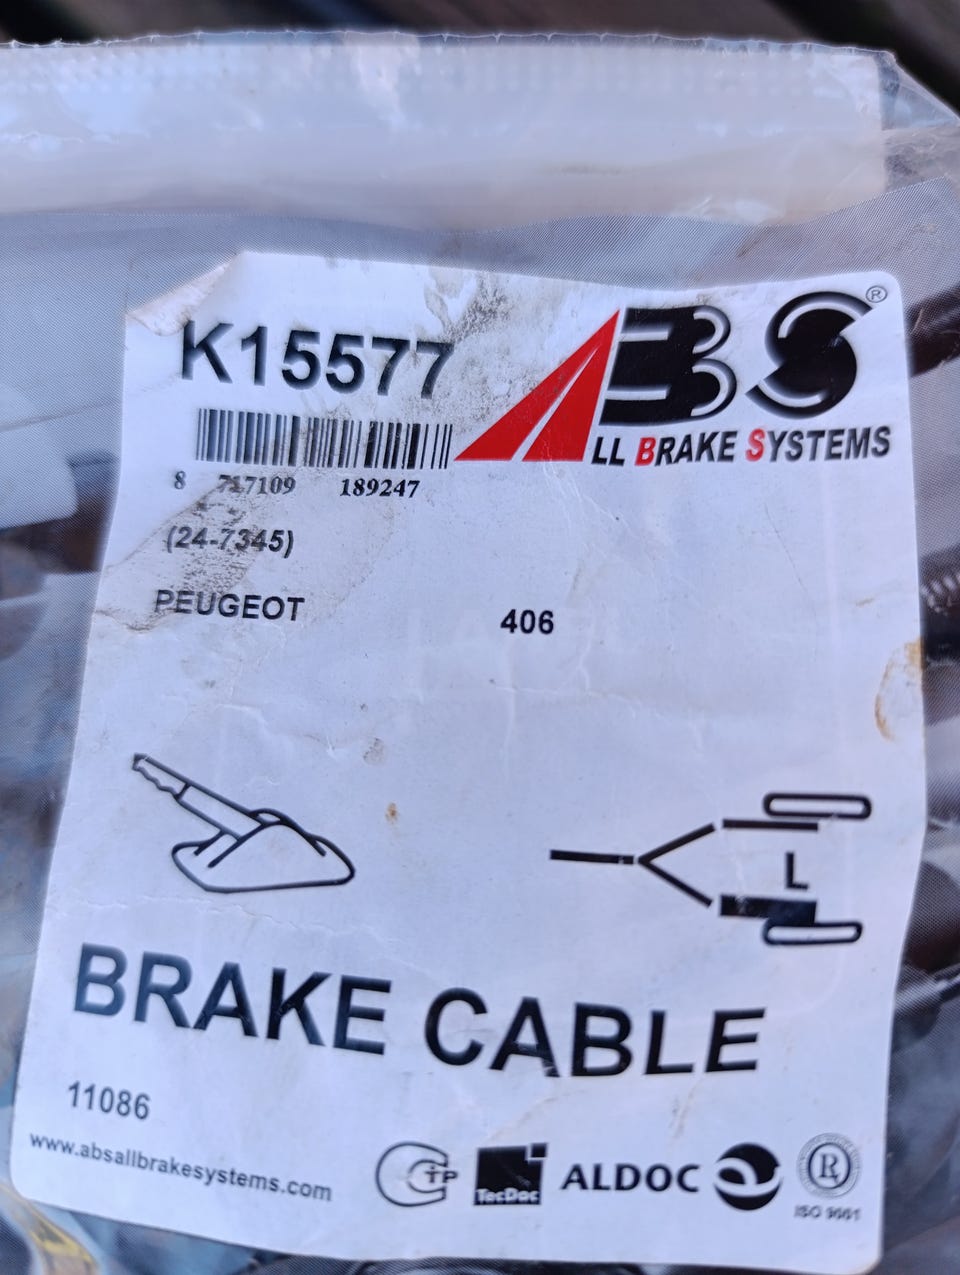 K15577
ABS®
ALL BRAKE SYSTEMS
8 717109 189247
(24-7345)
PEUGEOT 406
L
BRAKE CABLE
11086
www.absallbrakesystems.com
TecDoc
ALDOC
R
ISO 9001